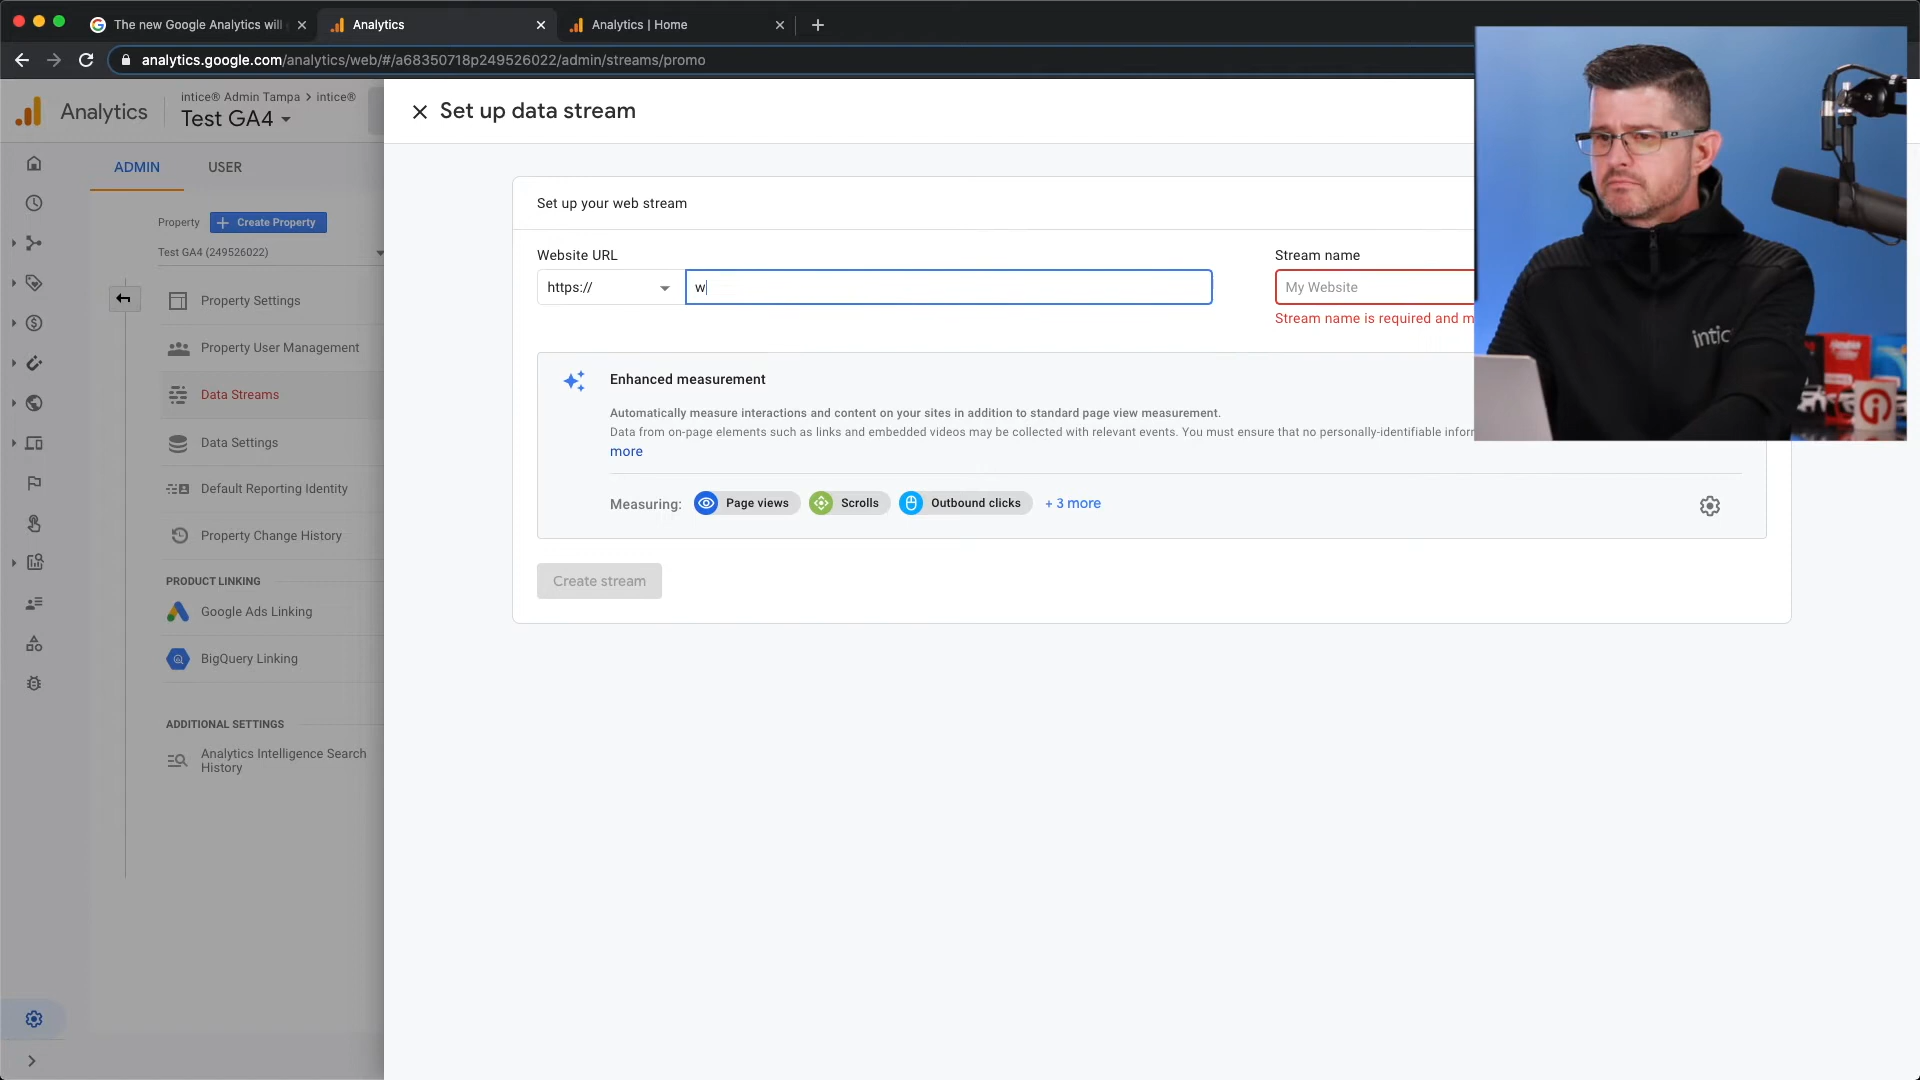 The new Google Analytics will
Analytics
Analytics | Home
analytics.google.com/analytics/web/#/a68350718p249526022/admin/streams/promo
Analytics
intice® Admin Tampa > intice®
Test GA4
Set up data stream
ADMIN
USER
Property
Create Property
Test GA4 (249526022)
Property Settings
Property User Management
Data Streams
Data Settings
Default Reporting Identity
Property Change History
PRODUCT LINKING
Google Ads Linking
BigQuery Linking
ADDITIONAL SETTINGS
Analytics Intelligence Search
History
Set up your web stream
Website URL
https://
w
Stream name
My Website
Stream name is required and m
Enhanced measurement
Automatically measure interactions and content on your sites in addition to standard page view measurement.
Data from on-page elements such as links and embedded videos may be collected with relevant events. You must ensure that no personally-identifiable infor
more
Measuring:
Page views
Scrolls
Outbound clicks
+ 3 more
Create stream
intic